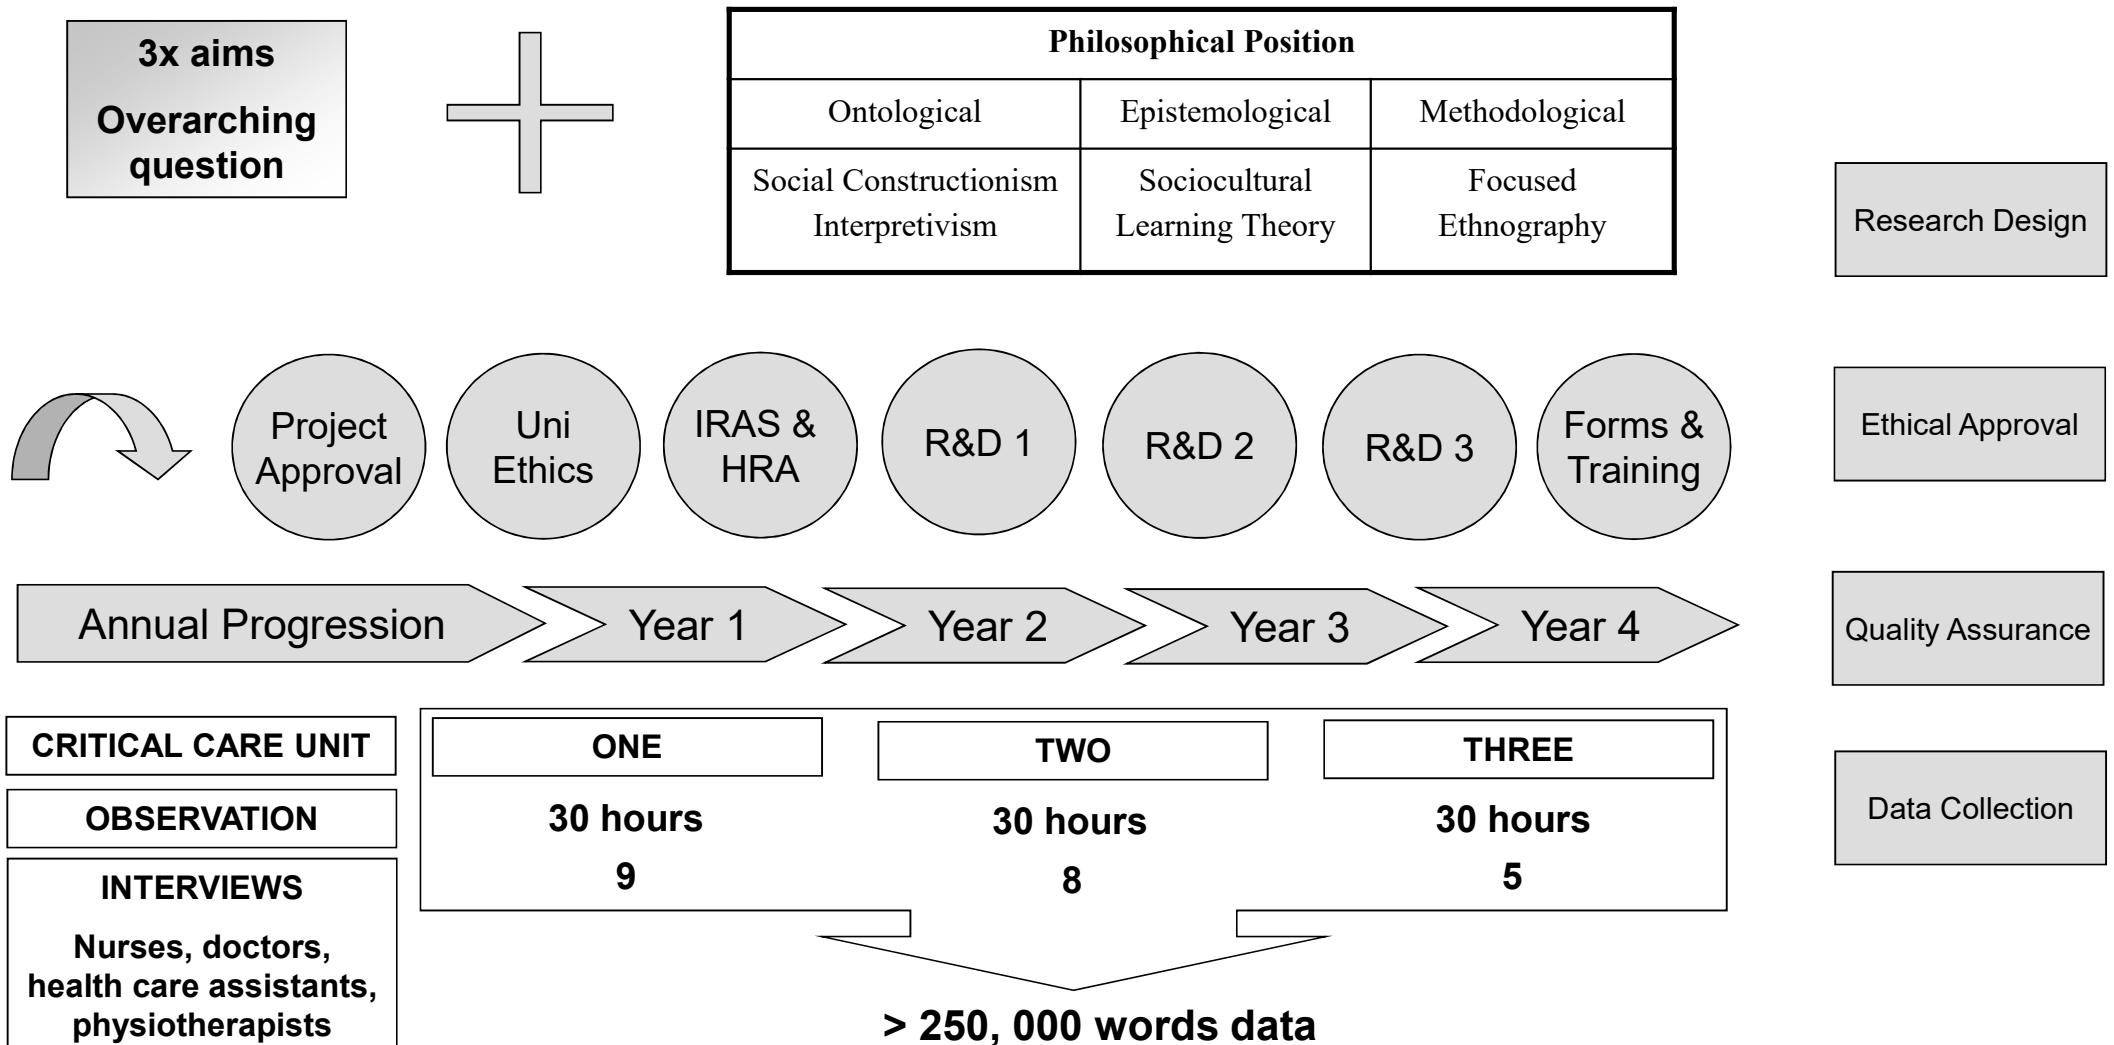 3x aims
Overarching
question
Philosophical Position
Ontological
Epistemological
Methodological
Social Constructionism
Interpretivism
Sociocultural
Learning Theory
Focused
Ethnography
Research Design
Project
Approval
Uni
Ethics
IRAS &
HRA
R&D 1
R&D 2
R&D 3
Forms &
Training
Ethical Approval
Annual Progression
Year 1
Year 2
Year 3
Year 4
Quality Assurance
CRITICAL CARE UNIT
ONE
TWO
THREE
OBSERVATION
30 hours
30 hours
30 hours
Data Collection
INTERVIEWS
9
8
5
Nurses, doctors,
health care assistants,
physiotherapists
> 250, 000 words data